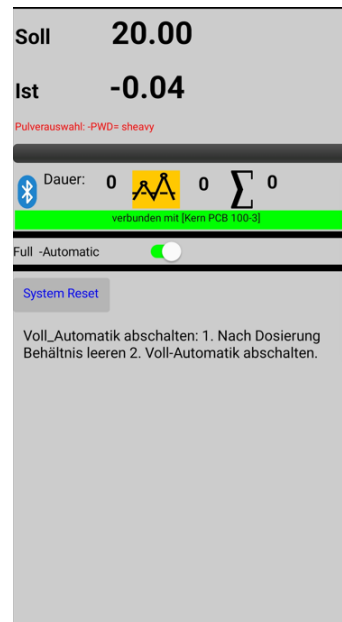 Soll 20.00
Ist -0.04
Pulverauswahl: -PWD= sheavy
Dauer: 0 0 ∑ 0
verbunden mit [Kern PCB 100-3]
Full -Automatic
System Reset
Voll_Automatik abschalten: 1. Nach Dosierung
Behältnis leeren 2. Voll-Automatik abschalten.